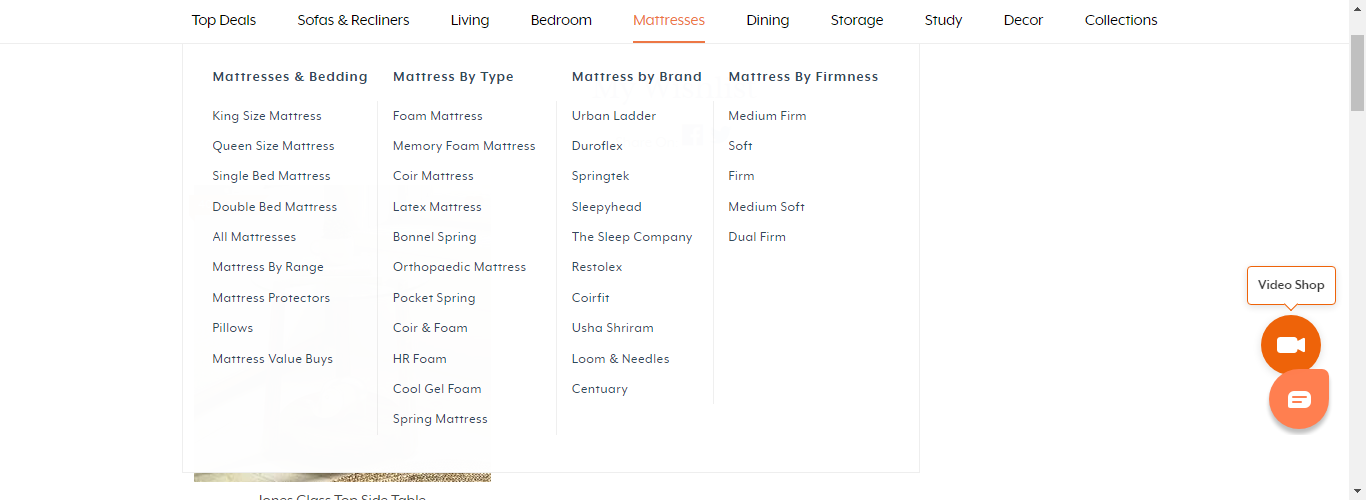 Top Deals
Sofas & Recliners
Living
Bedroom
Mattresses
Dining
Storage
Study
Decor
Collections
Mattresses & Bedding
King Size Mattress
Queen Size Mattress
Single Bed Mattress
Double Bed Mattress
All Mattresses
Mattress By Range
Mattress Protectors
Pillows
Mattress Value Buys
Mattress By Type
Foam Mattress
Memory Foam Mattress
Coir Mattress
Latex Mattress
Bonnel Spring
Orthopaedic Mattress
Pocket Spring
Coir & Foam
HR Foam
Cool Gel Foam
Spring Mattress
Mattress by Brand
Urban Ladder
Duroflex
Springtek
Sleepyhead
The Sleep Company
Restolex
Coirfit
Usha Shriram
Loom & Needles
Centuary
Mattress By Firmness
Medium Firm
Soft
Firm
Medium Soft
Dual Firm
Video Shop
Jones Glass Top Side Table